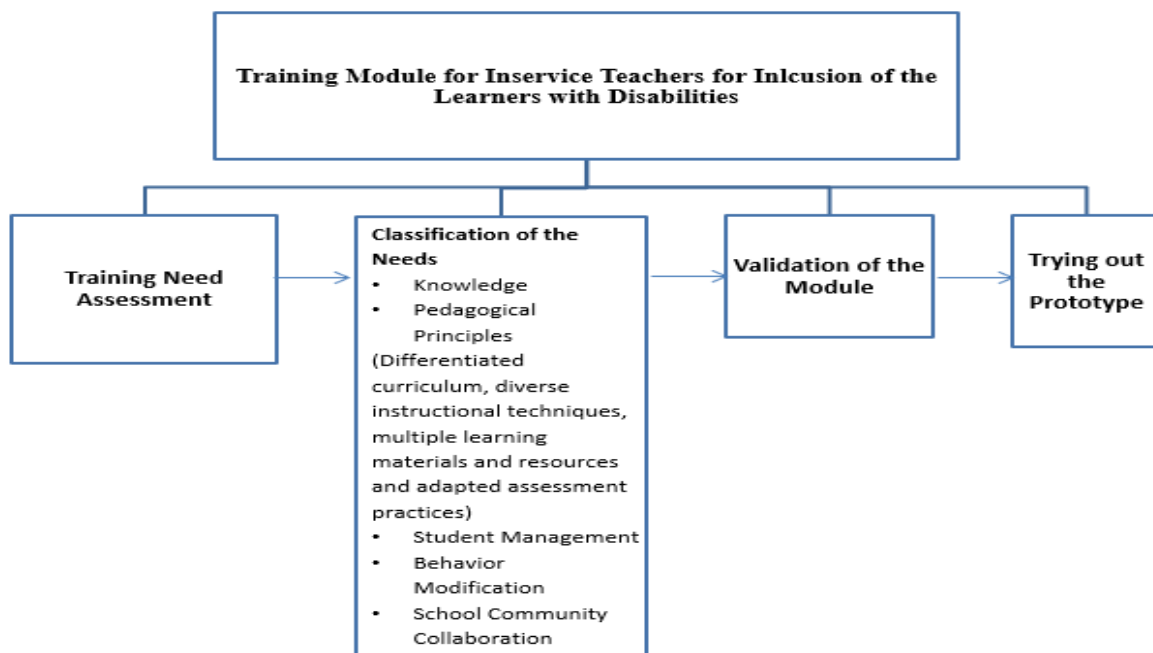 Training Module for Inservice Teachers for Inlcusion of the
Learners with Disabilities
Training Need
Assessment
Classification of the
Needs
• Knowledge
• Pedagogical
Principles
(Differentiated
curriculum, diverse
instructional techniques,
multiple learning
materials and resources
and adapted assessment
practices)
• Student Management
• Behavior
Modification
• School Community
Collaboration
Validation of the
Module
Trying out
the
Prototype